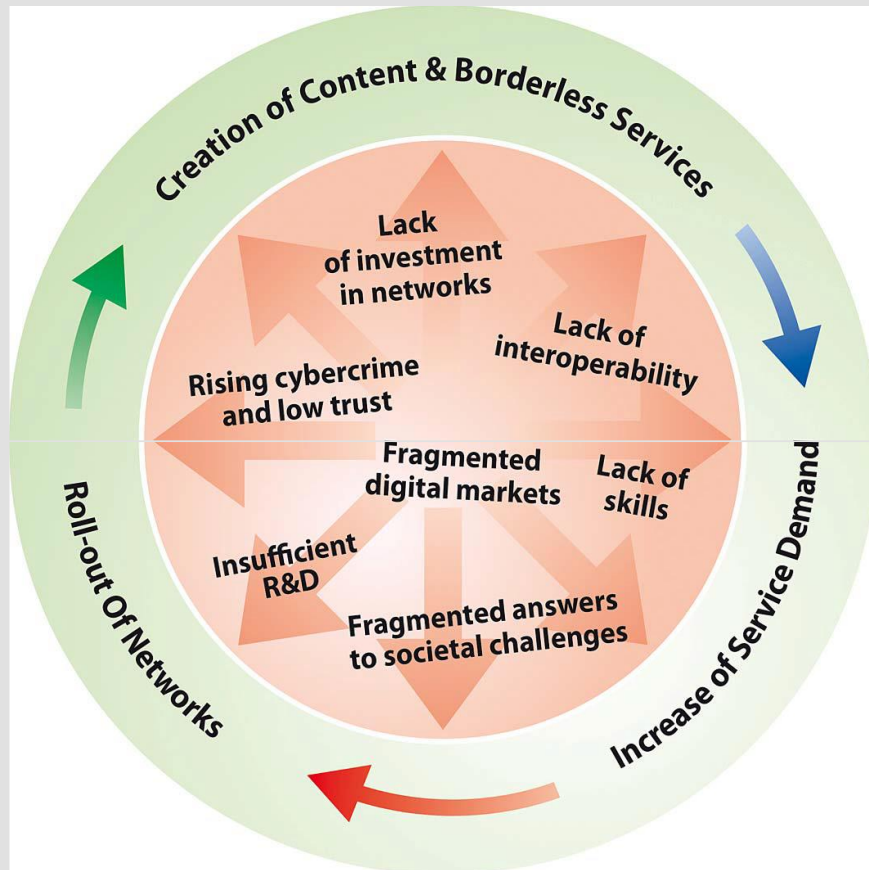 Creation of Content & Borderless Services
Lack
of investment
in networks
Lack of
interoperability
Rising cybercrime
and low trust
Fragmented
digital markets
Lack of
skills
Insufficient
R&D
Fragmented answers
to societal challenges
Increase of Service Demand
Roll-out Of Networks